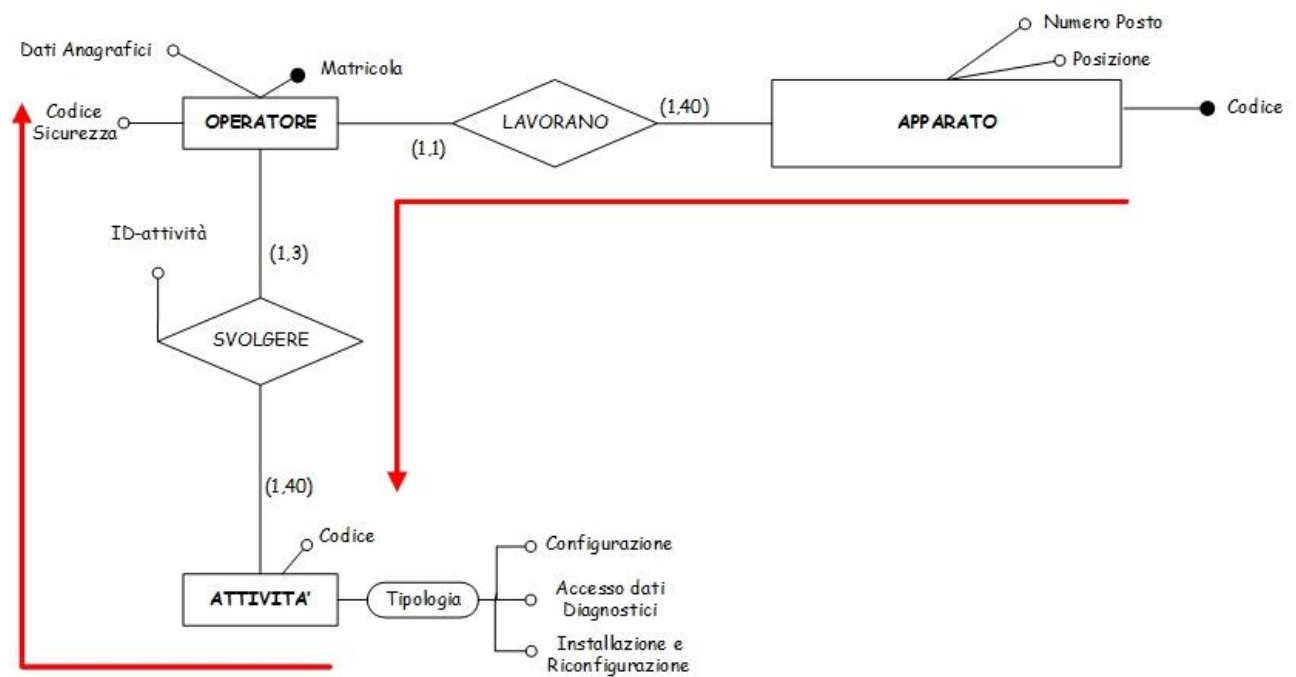 Numero Posto
Dati Anagrafici
Posizione
Matricola
Codice
Sicurezza
OPERATORE
LAVORANO
(1,40)
APPARATO
Codice
(1,1)
ID-attività
(1,3)
SVOLGERE
(1,40)
Codice
Configurazione
ATTIVITA'
Tipologia
Accesso dati
Diagnostici
Installazione e
Riconfigurazione